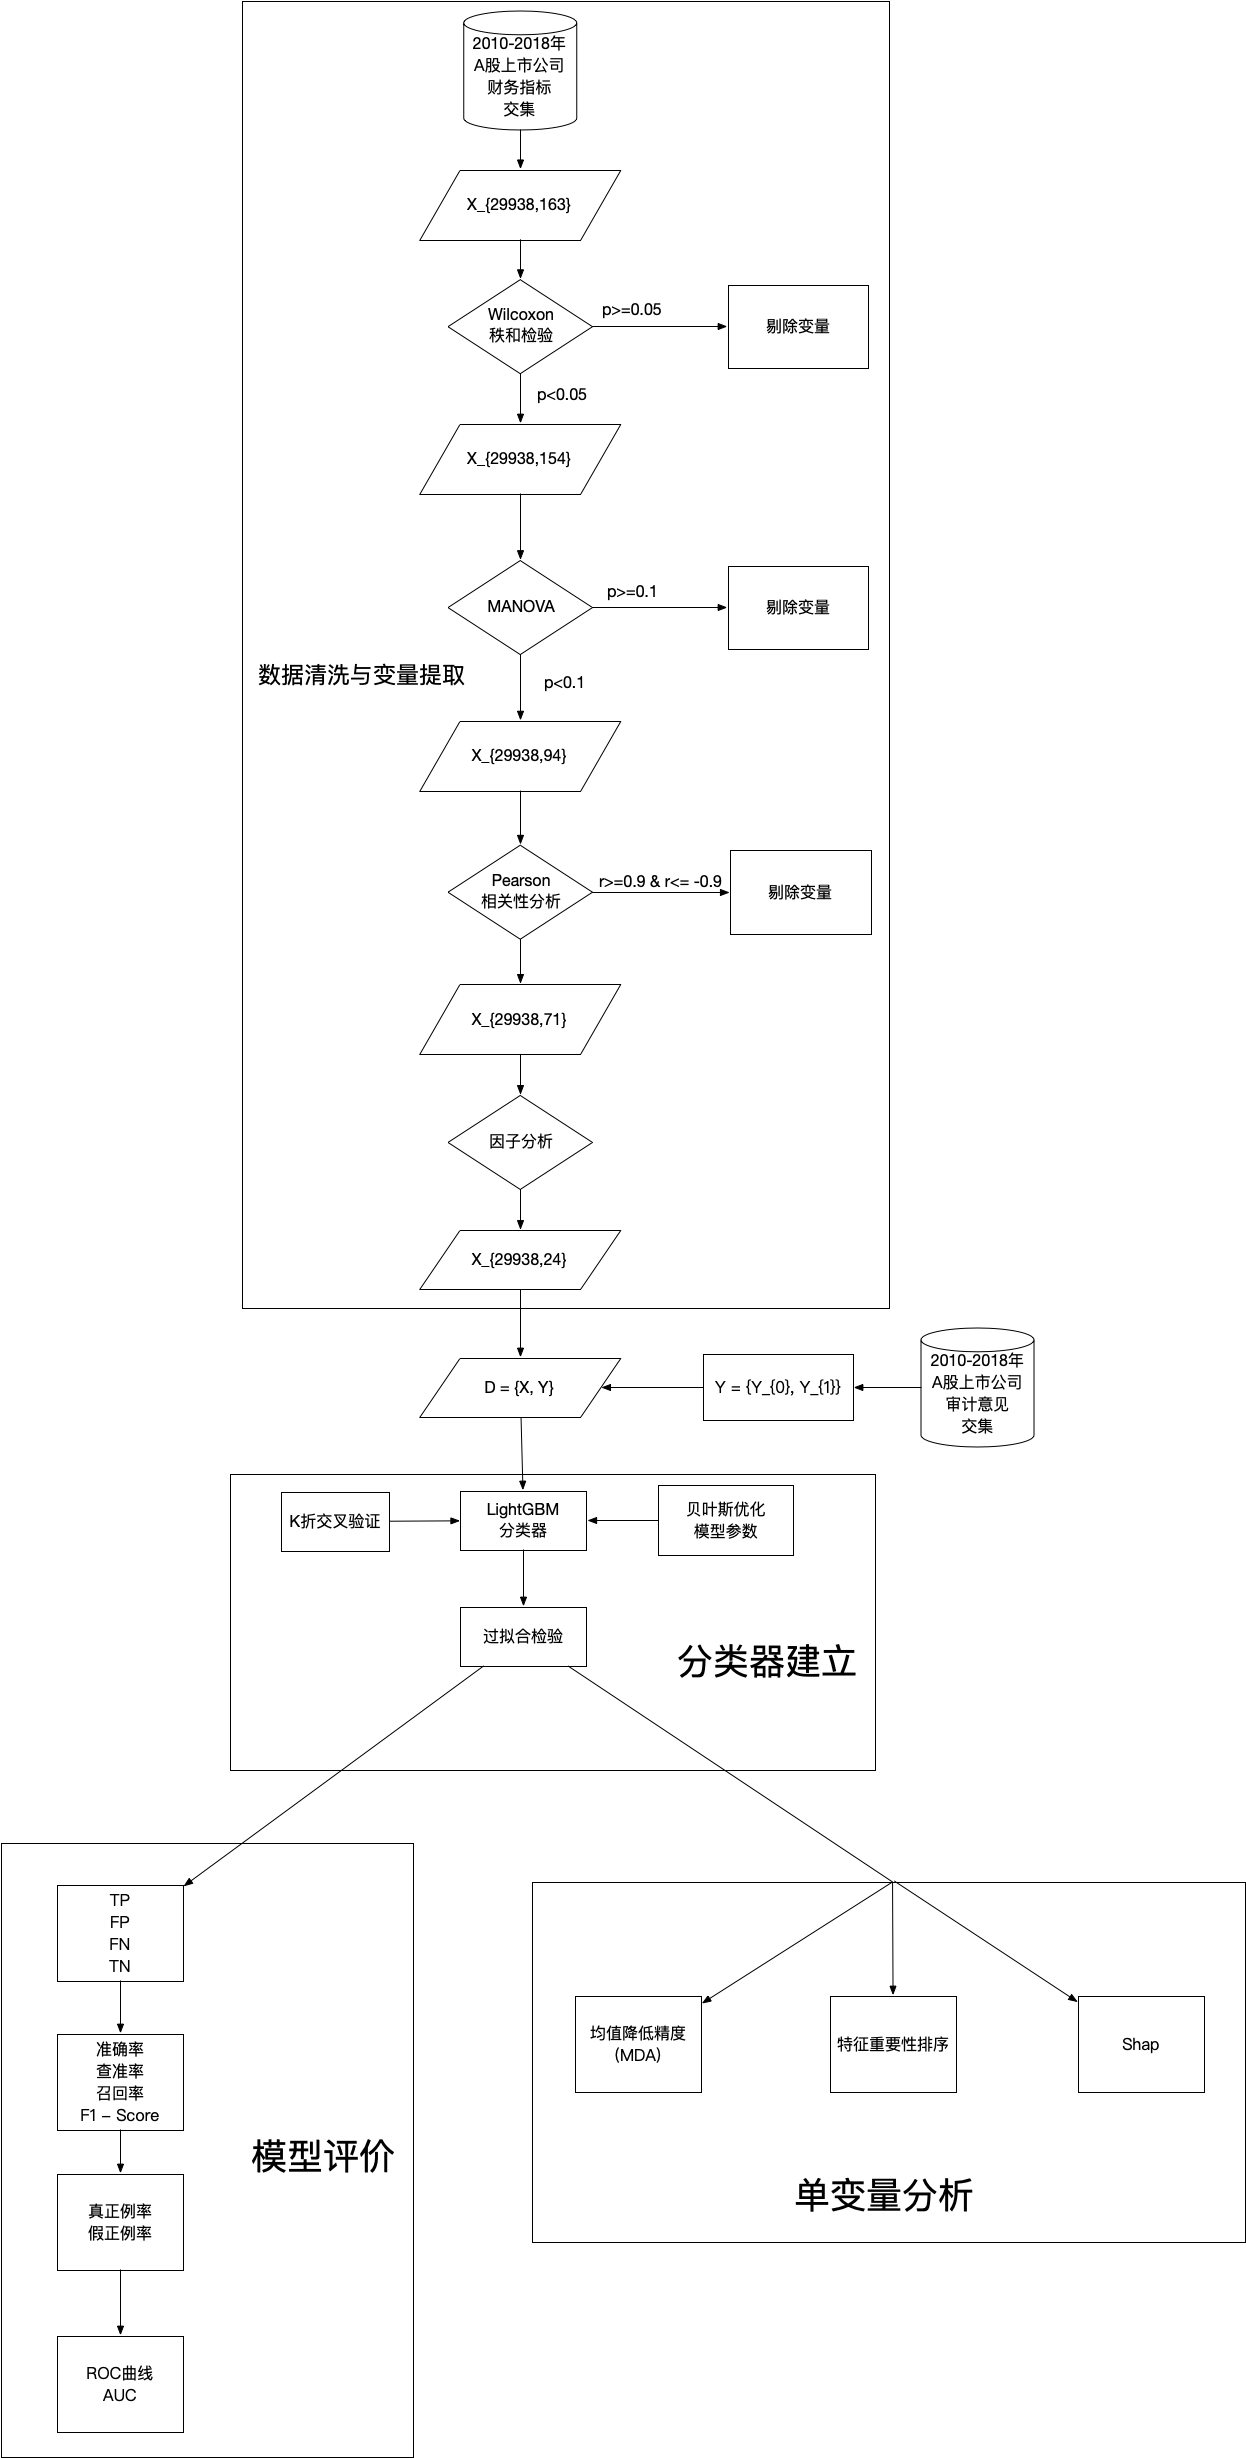 2010-2018年
A股上市公司
财务指标
交集
X_{29938,163}
Wilcoxon
秩和检验
p>=0.05
剔除变量
p<0.05
X_{29938,154}
MANOVA
p>=0.1
剔除变量
数据清洗与变量提取
p<0.1
X_{29938,94}
Pearson
相关性分析
r>=0.9 & r<= -0.9
剔除变量
X_{29938,71}
因子分析
X_{29938,24}
D = {X, Y}
Y = {Y_{0}, Y_{1}}
2010-2018年
A股上市公司
审计意见
交集
K折交叉验证
LightGBM
分类器
贝叶斯优化
模型参数
过拟合检验
分类器建立
TP
FP
FN
TN
准确率
查准率
召回率
F1 – Score
真正例率
假正例率
ROC曲线
AUC
模型评价
均值降低精度
(MDA)
特征重要性排序
Shap
单变量分析